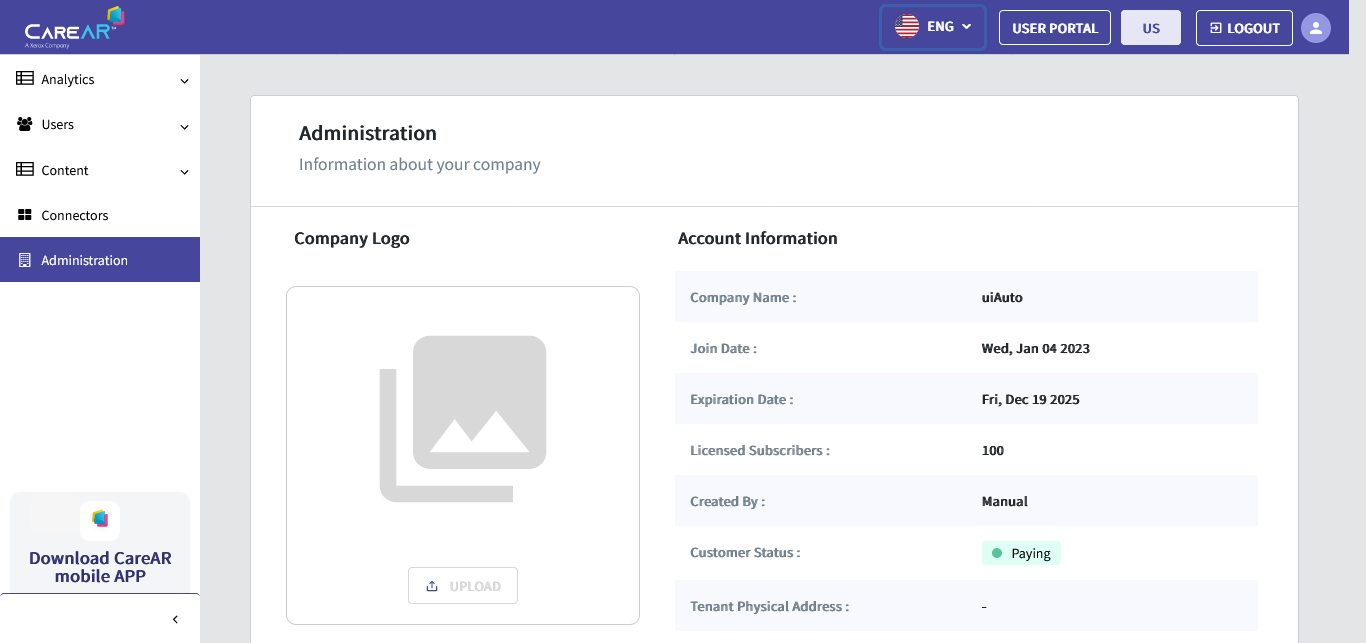 CAREAR™
A Xerox Company
ENG
USER PORTAL
US
LOGOUT
Analytics
Users
Content
Connectors
Administration
Download CareAR
mobile APP
Administration
Information about your company
Company Logo
UPLOAD
Account Information
Company Name : uiAuto
Join Date : Wed, Jan 04 2023
Expiration Date : Fri, Dec 19 2025
Licensed Subscribers : 100
Created By : Manual
Customer Status : Paying
Tenant Physical Address : -